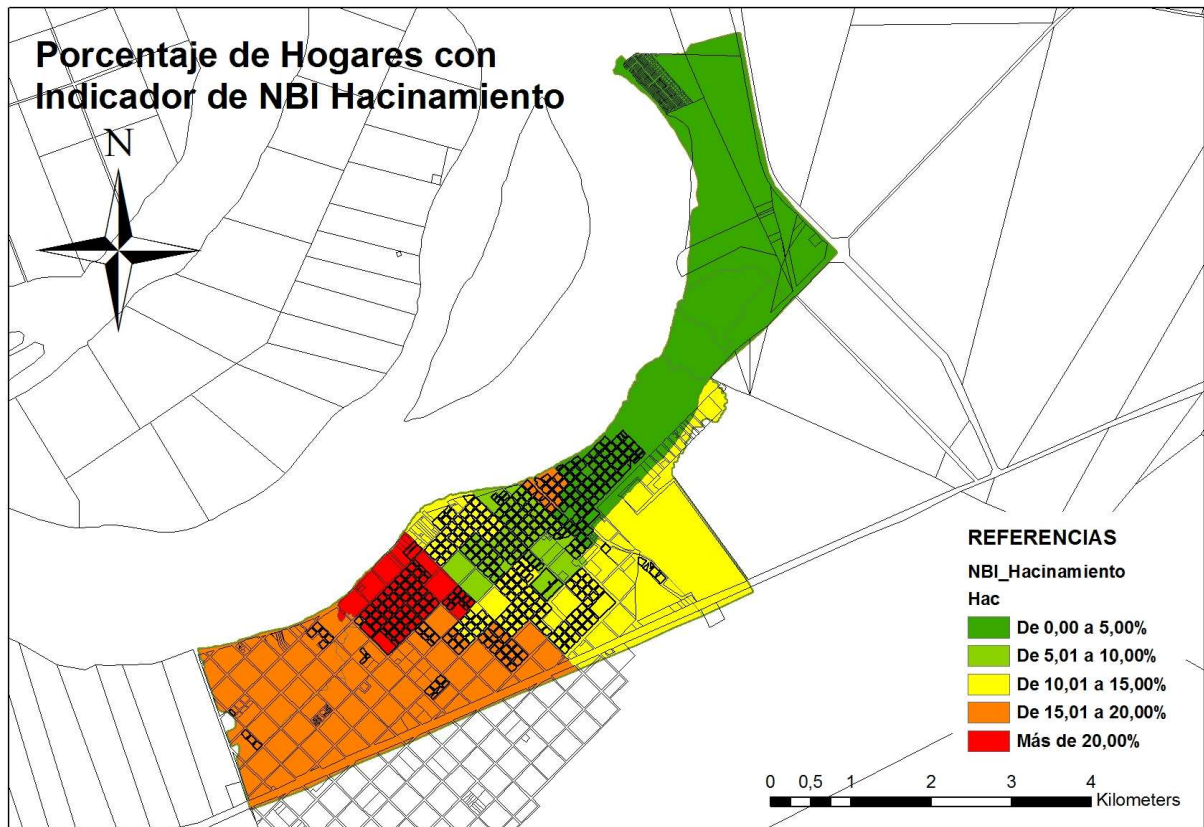 Porcentaje de Hogares con
Indicador de NBI Hacinamiento
N
REFERENCIAS
NBI_Hacinamiento
Hac
De 0,00 a 5,00%
De 5,01 a 10,00%
De 10,01 a 15,00%
De 15,01 a 20,00%
Más de 20,00%
0 0,5 1 2 3 4
Kilometers